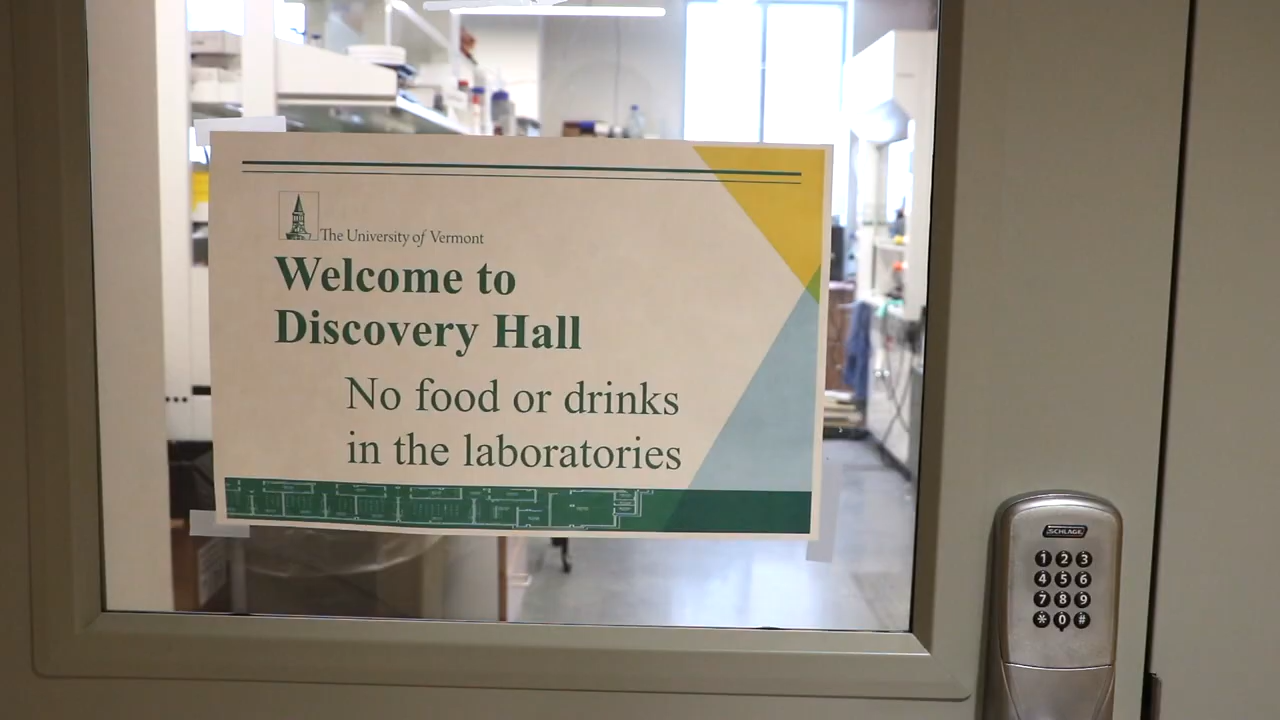 The University of Vermont
Welcome to
Discovery Hall
No food or drinks
in the laboratories
SCHLAGE
1 2 3
4 5 6
7 8 9
* 0 #